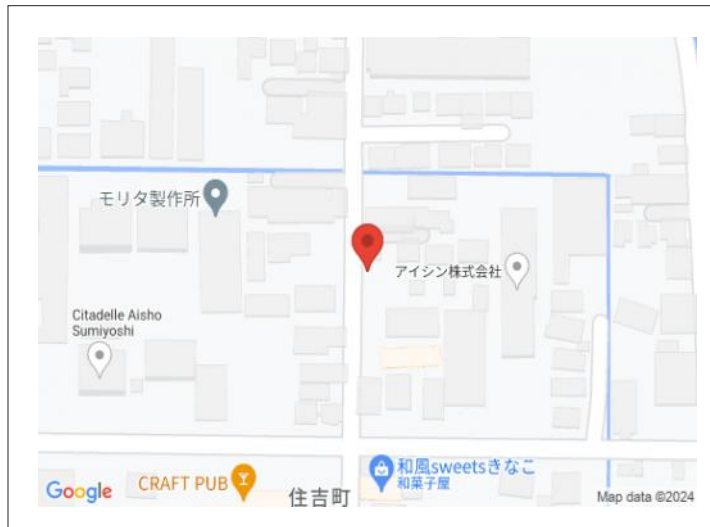 モリタ製作所
アイシン株式会社
Citadelle Aisho
Sumiyoshi
和風sweetsきなこ
和菓子屋
CRAFT PUB
住吉町
Google
Map data ©2024